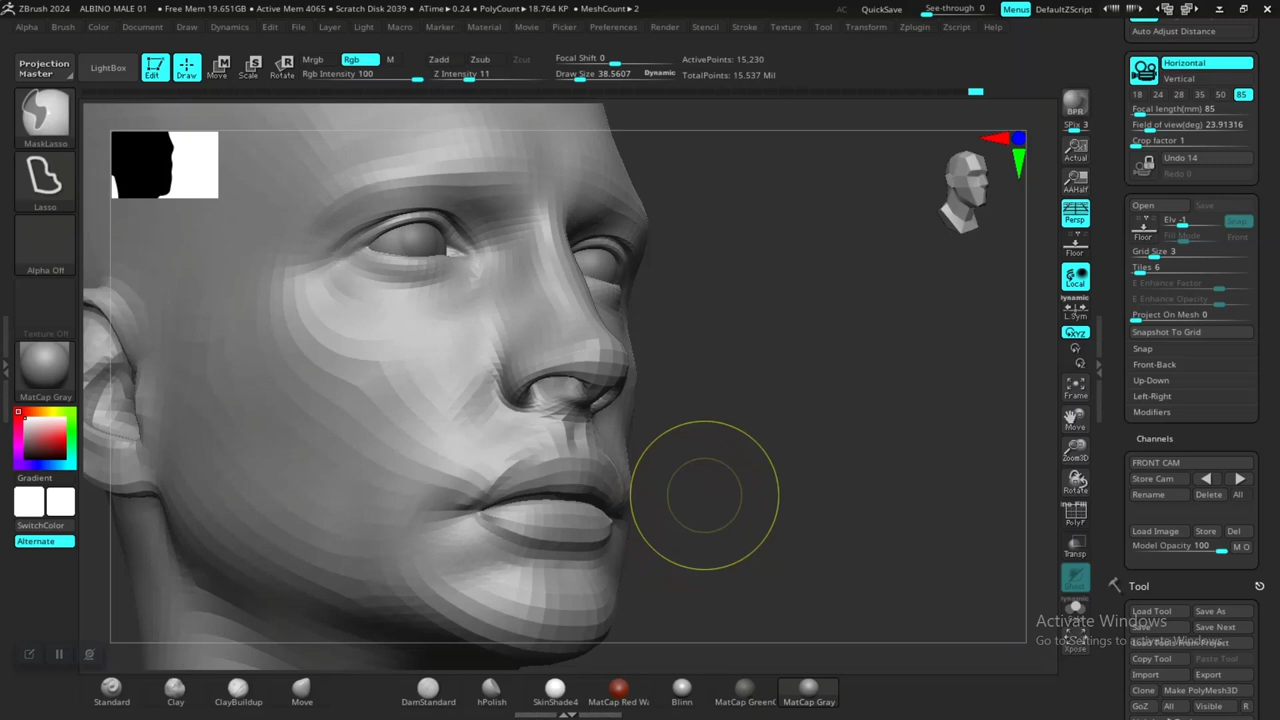 ZBrush 2024 ALBINO MALE 01 • Free Mem 19.651GB • Active Mem 4065 • Scratch Disk 2039 • ATime▸0.24 • PolyCount▸18.764 KP • MeshCount▸2
AC QuickSave See-through 0 Menus DefaultZScript
Alpha Brush Color Document Draw Dynamics Edit File Layer Light Macro Marker Material Movie Picker Preferences Render Stencil Stroke Texture Tool Transform Zplugin Zscript Help
Auto Adjust Distance
Projection Master
LightBox
Edit Draw Move Scale Rotate
Mrgb Rgb M
Rgb Intensity 100
Zadd Zsub Zcut
Z Intensity 11
Focal Shift 0
Draw Size 38.5607 Dynamic
ActivePoints: 15,230
TotalPoints: 15.537 Mil
MaskLasso
Lasso
Alpha Off
Texture Off
MatCap Gray
Gradient
SwitchColor
Alternate
BPR
SPix 3
Actual
AAHalf
Persp
Floor
Local
Dynamic
L.Sym
XYZ
Frame
Move
Zoom3D
Rotate
PolyF
Transp
Ghost
Xpose
Horizontal
Vertical
18 24 28 35 50 85
Focal length(mm) 85
Field of view(deg) 23.91316
Crop factor 1
Undo 14
Redo 0
Open Save
Floor Elv -1 Snap
Fill Mode Front
Grid Size 3
Tiles 6
E Enhance Factor
E Enhance Opacity
Project On Mesh 0
Snapshot To Grid
Snap
Front-Back
Up-Down
Left-Right
Modifiers
Channels
FRONT CAM
Store Cam
Rename Delete All
Load Image Store Del
Model Opacity 100 M O
Tool
Load Tool Save As
Save Save Next
Load Tools From Project
Copy Tool Paste Tool
Import Export
Clone Make PolyMesh3D
GoZ All Visible R
Activate Windows
Go to Settings to activate Windows.
Standard Clay ClayBuildup Move DamStandard hPolish SkinShade4 MatCap Red Wa Blinn MatCap GreenC MatCap Gray